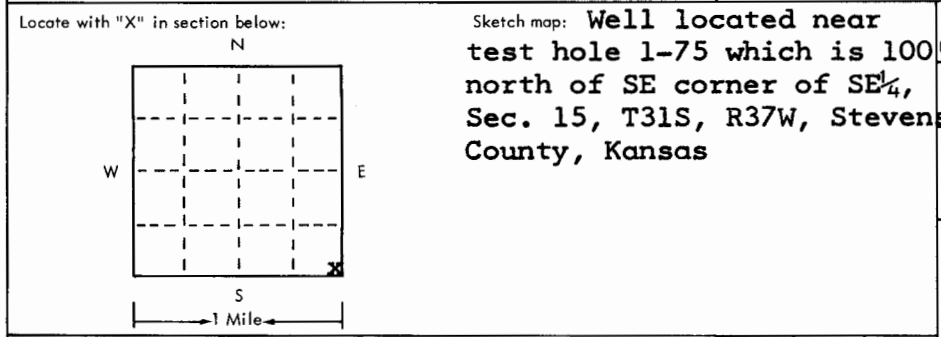 Locate with "X" in section below:
N
W
E
X
S
1 Mile
Sketch map: Well located near
test hole 1-75 which is 100'
north of SE corner of SE¼,
Sec. 15, T31S, R37W, Stevens
County, Kansas